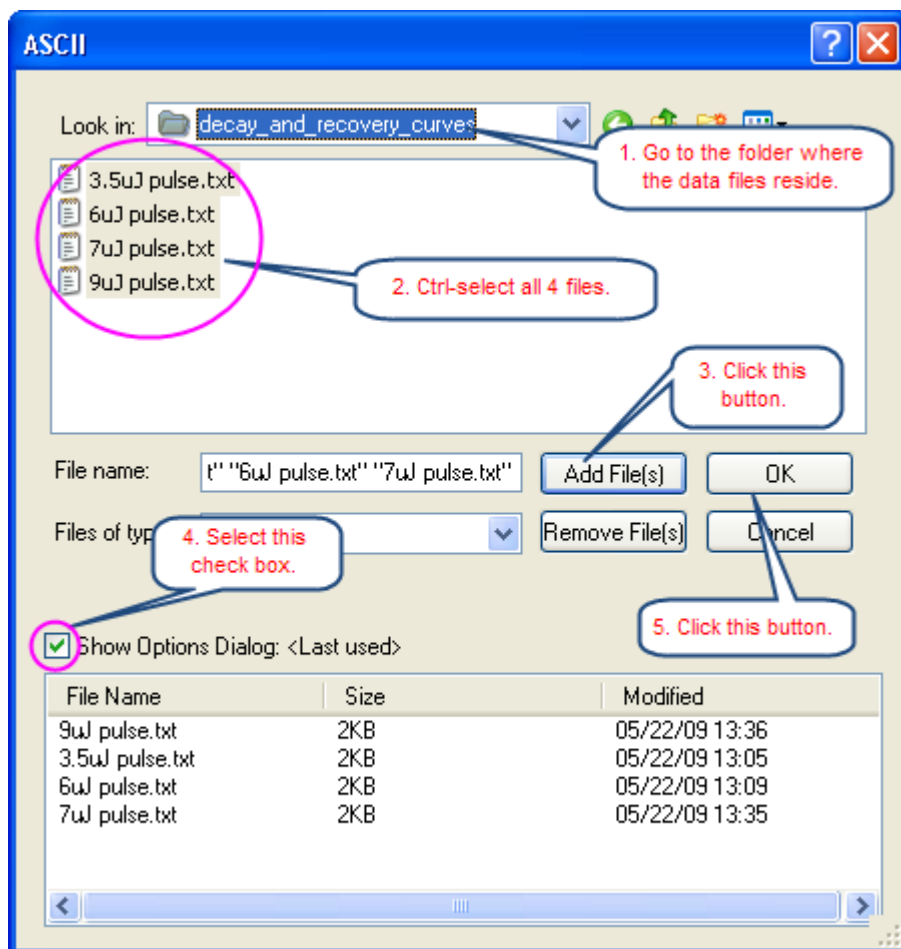 ASCII
Look in: decay_and_recovery_curves
1. Go to the folder where
the data files reside.
3.5uJ pulse.txt
6uJ pulse.txt
7uJ pulse.txt
9uJ pulse.txt
2. Ctrl-select all 4 files.
3. Click this
button.
File name: t" "6uJ pulse.txt" "7uJ pulse.txt" Add File(s) OK
Files of typ Remove File(s) Cancel
4. Select this
check box.
5. Click this button.
Show Options Dialog: <Last used>
File Name Size Modified
9uJ pulse.txt 2KB 05/22/09 13:36
3.5uJ pulse.txt 2KB 05/22/09 13:05
6uJ pulse.txt 2KB 05/22/09 13:09
7uJ pulse.txt 2KB 05/22/09 13:35